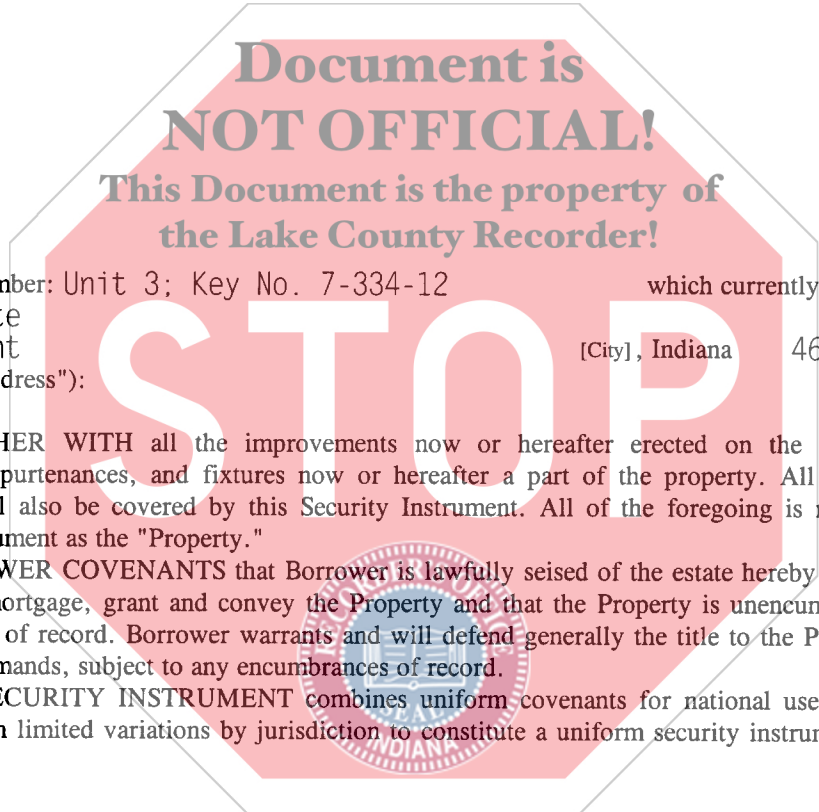 Document is
NOT OFFICIAL!
This Document is the property of
the Lake County Recorder!
mber: Unit 3; Key No. 7-334-12 which currently
te
nt [City], Indiana 46
dress"):
STOP
HER WITH all the improvements now or hereafter erected on the
purtenances, and fixtures now or hereafter a part of the property. All
l also be covered by this Security Instrument. All of the foregoing is r
ument as the "Property."
WER COVENANTS that Borrower is lawfully seised of the estate hereby
ortgage, grant and convey the Property and that the Property is unencum
of record. Borrower warrants and will defend generally the title to the P
mands, subject to any encumbrances of record.
ECURITY INSTRUMENT combines uniform covenants for national use
h limited variations by jurisdiction to constitute a uniform security instrum
RECORDER'S OFFICE
SEAL
INDIANA